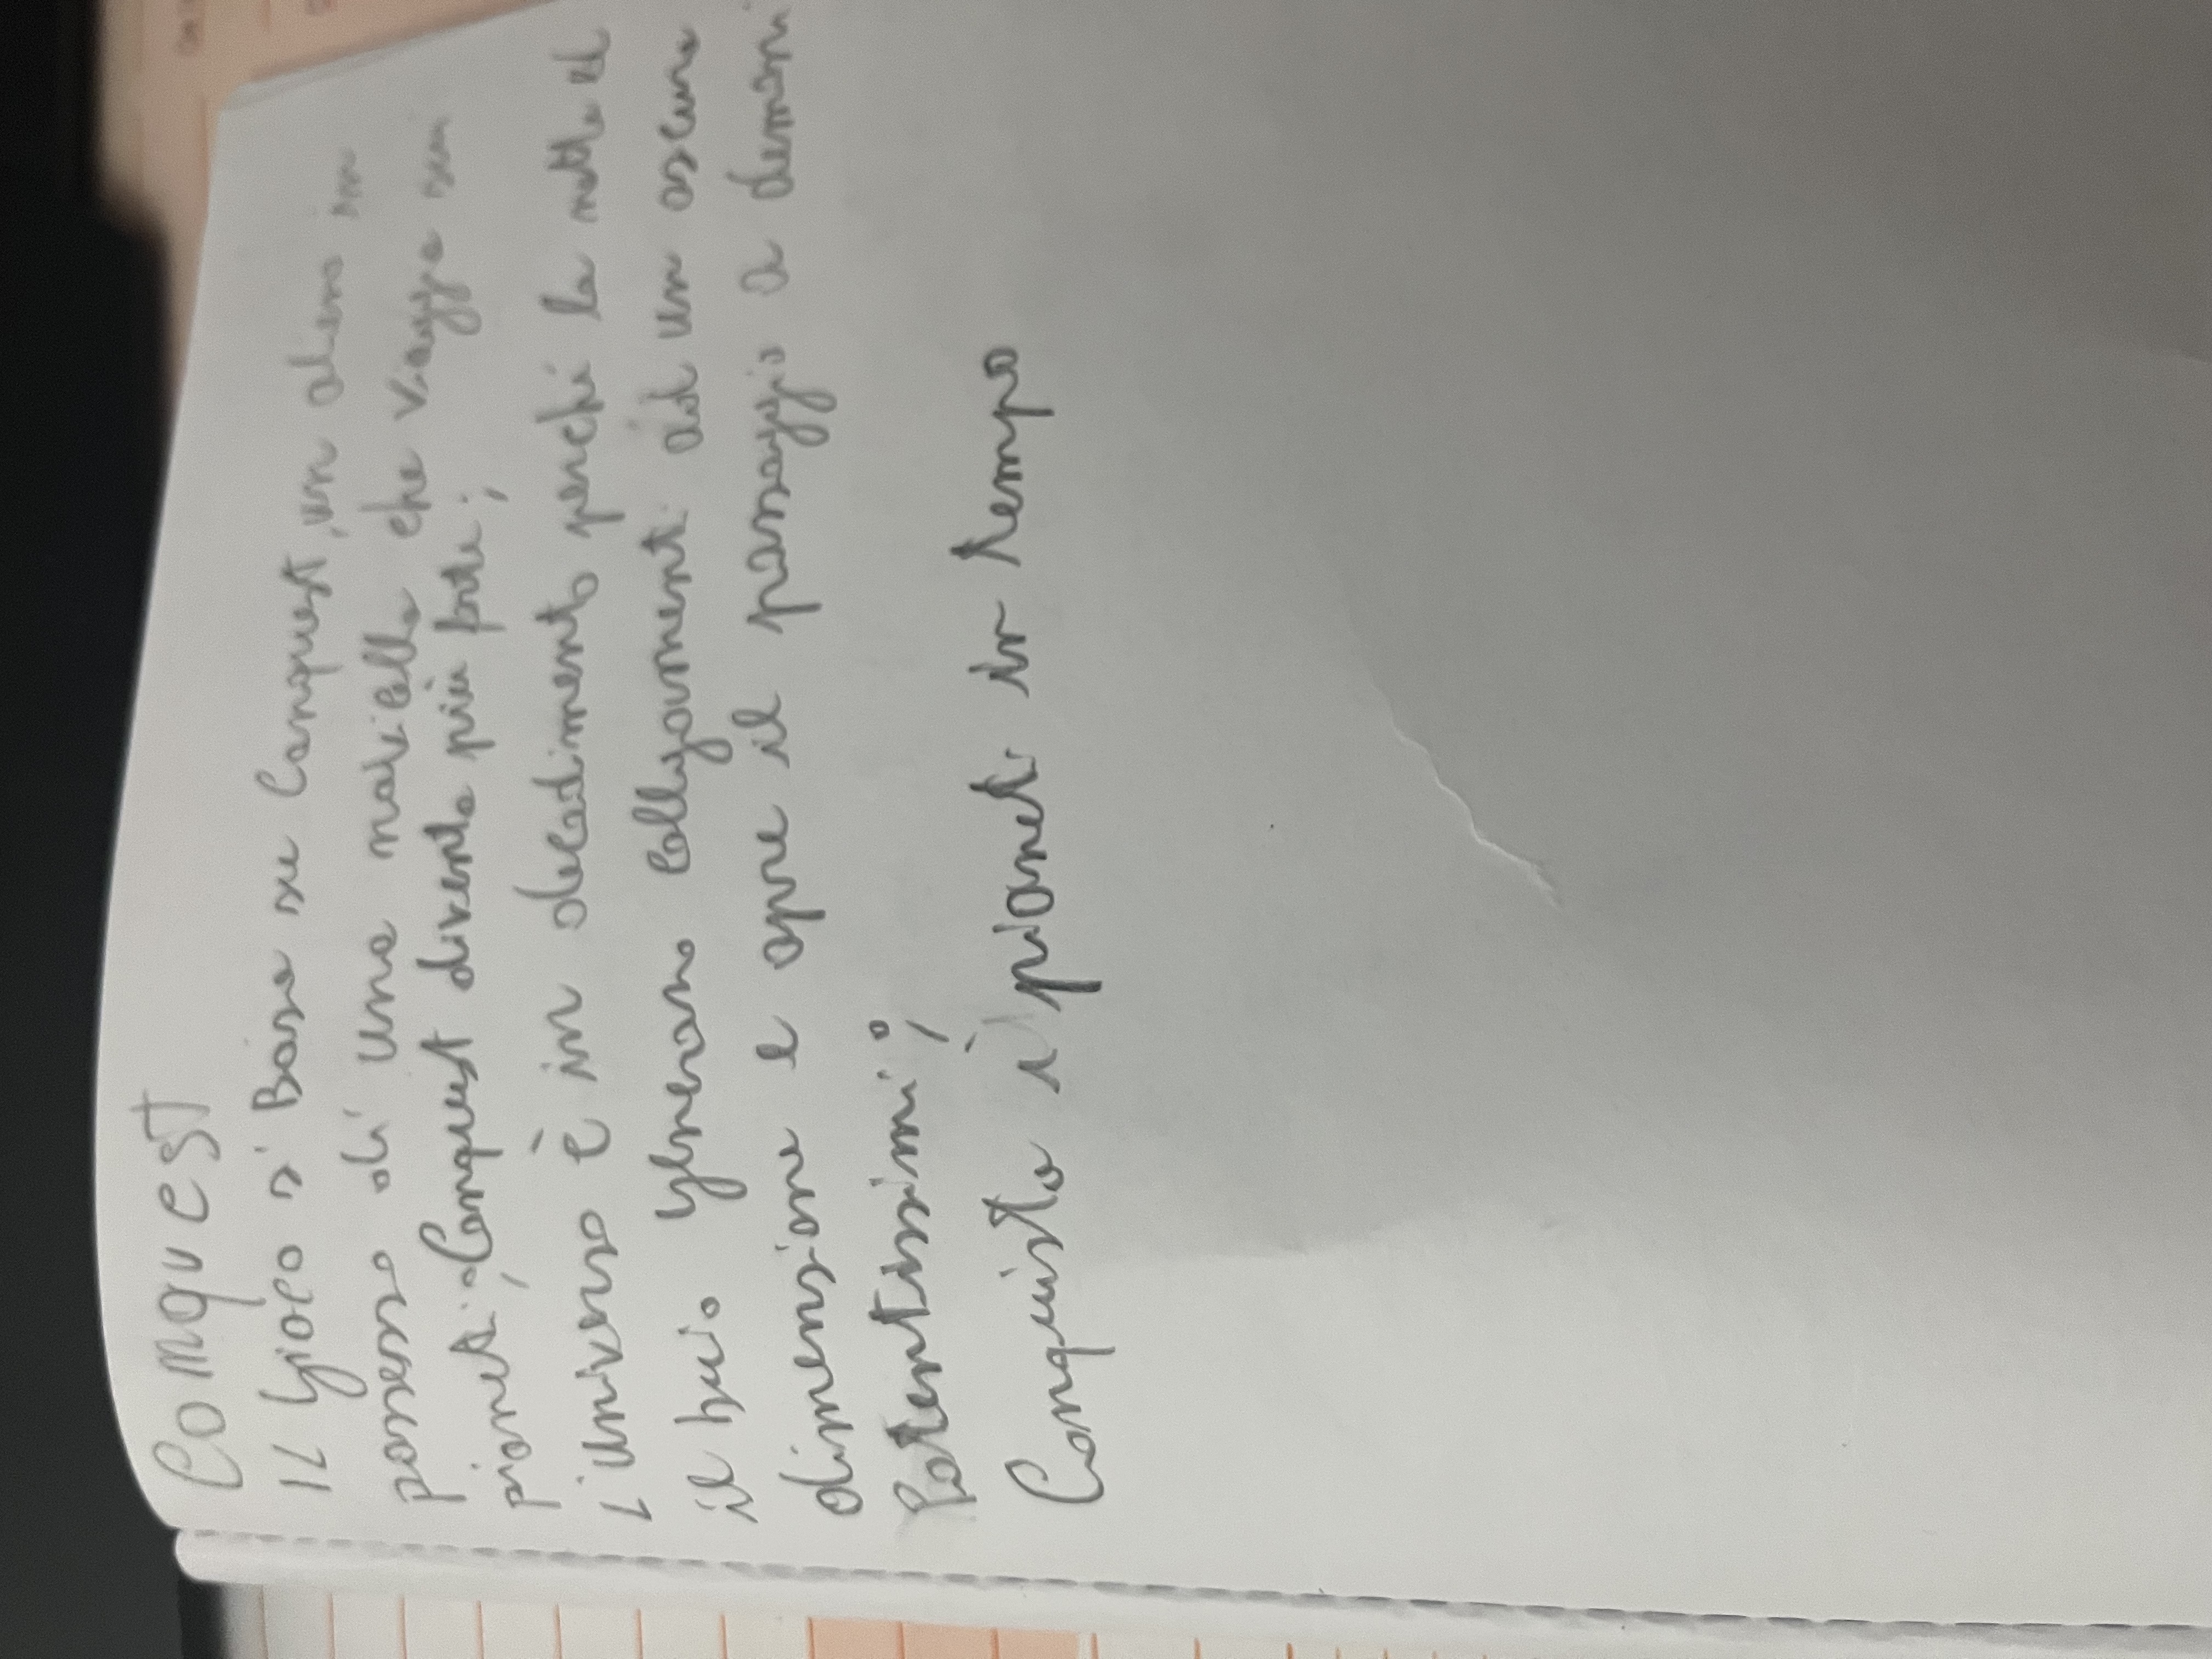 Comquest
Il Gioco si Basa su Conquest, un alieno in
possesso di una navicella che viaggia sui
pianeti; Conquest diventa più forte;
L'universo è in decadimento perché la notte ed
il buio generano collegamenti ad un oscura
dimensione e apre il passaggio a demoni
Potentissimi;
Conquista i pianeti in tempo